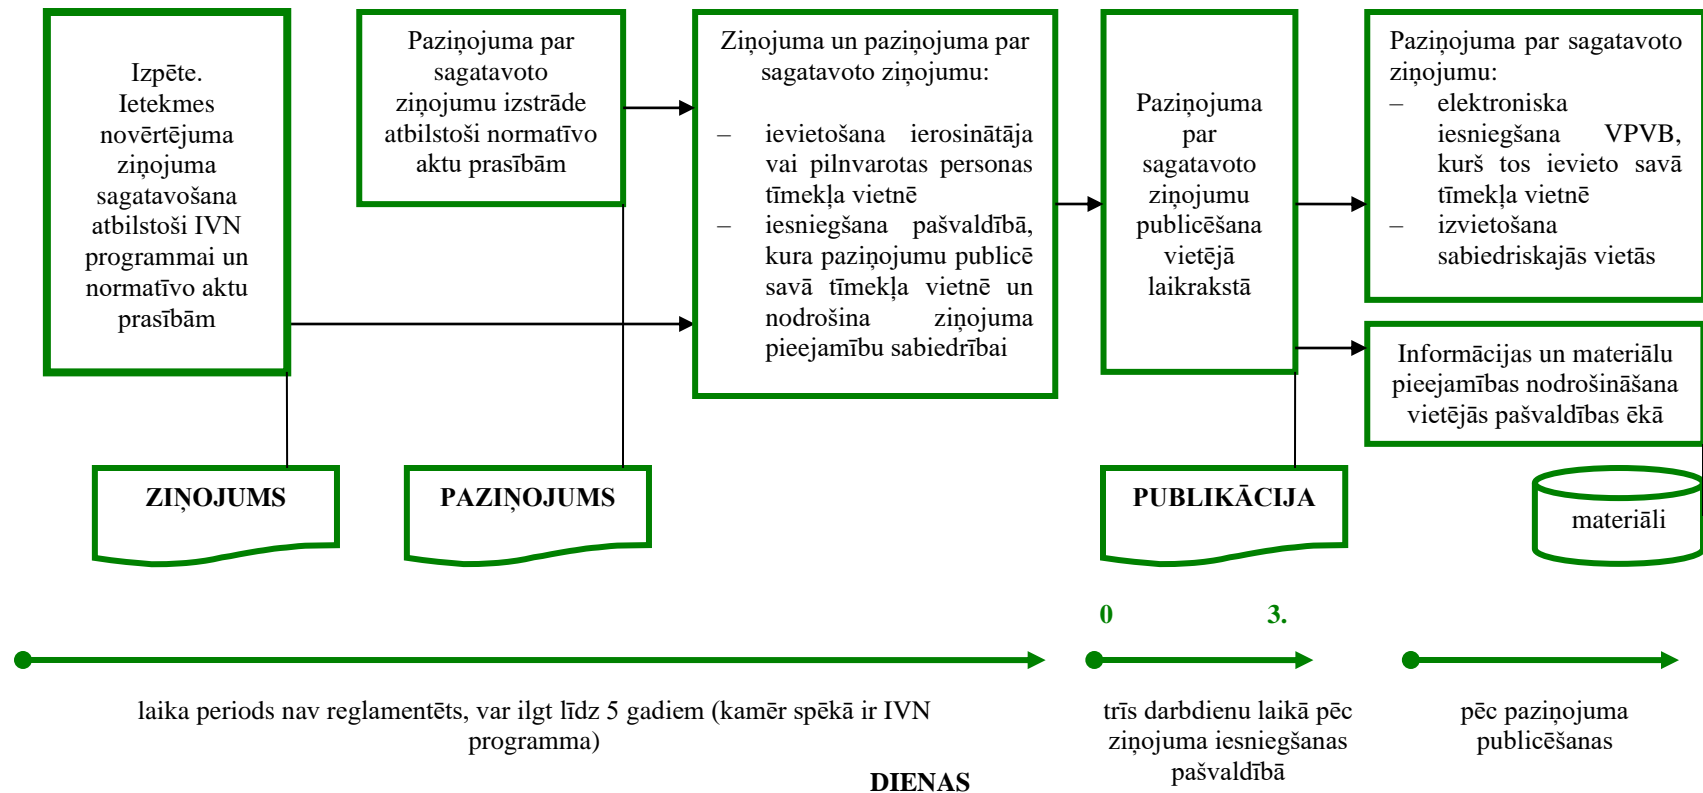 Izpēte.
Ietekmes
novērtējuma
ziņojuma
sagatavošana
atbilstoši IVN
programmai un
normatīvo aktu
prasībām
Paziņojuma par
sagatavoto
ziņojumu izstrāde
atbilstoši normatīvo
aktu prasībām
Ziņojuma un paziņojuma par
sagatavoto ziņojumu:
– ievietošana ierosinātāja
vai pilnvarotas personas
tīmekļa vietnē
– iesniegšana pašvaldībā,
kura paziņojumu publicē
savā tīmekļa vietnē un
nodrošina ziņojuma
pieejamību sabiedrībai
Paziņojuma
par
sagatavoto
ziņojumu
publicēšana
vietējā
laikrakstā
Paziņojuma par sagatavoto
ziņojumu:
– elektroniska
iesniegšana VPVB,
kurš tos ievieto savā
tīmekļa vietnē
– izvietošana
sabiedriskajās vietās
Informācijas un materiālu
pieejamības nodrošināšana
vietējās pašvaldības ēkā
ZIŅOJUMS
PAZIŅOJUMS
PUBLIKĀCIJA
materiāli
0 3.
laika periods nav reglamentēts, var ilgt līdz 5 gadiem (kamēr spēkā ir IVN
programma)
trīs darbdienu laikā pēc
ziņojuma iesniegšanas
pašvaldībā
pēc paziņojuma
publicēšanas
DIENAS